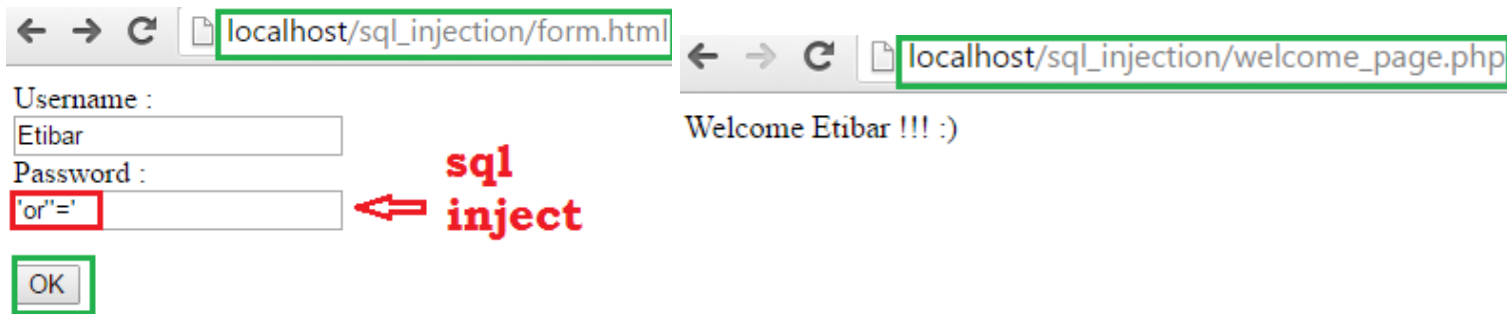 localhost/sql_injection/form.html
Username :
Etibar
Password :
'or''='
sql
inject
OK
localhost/sql_injection/welcome_page.php
Welcome Etibar !!! :)